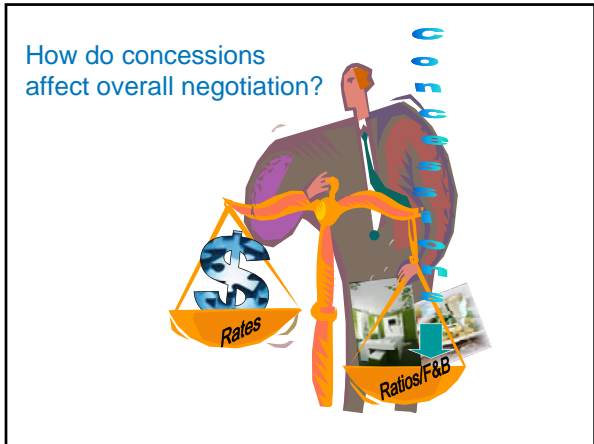 How do concessions
affect overall negotiation?
Concessions
$
Rates
Ratios/F&B